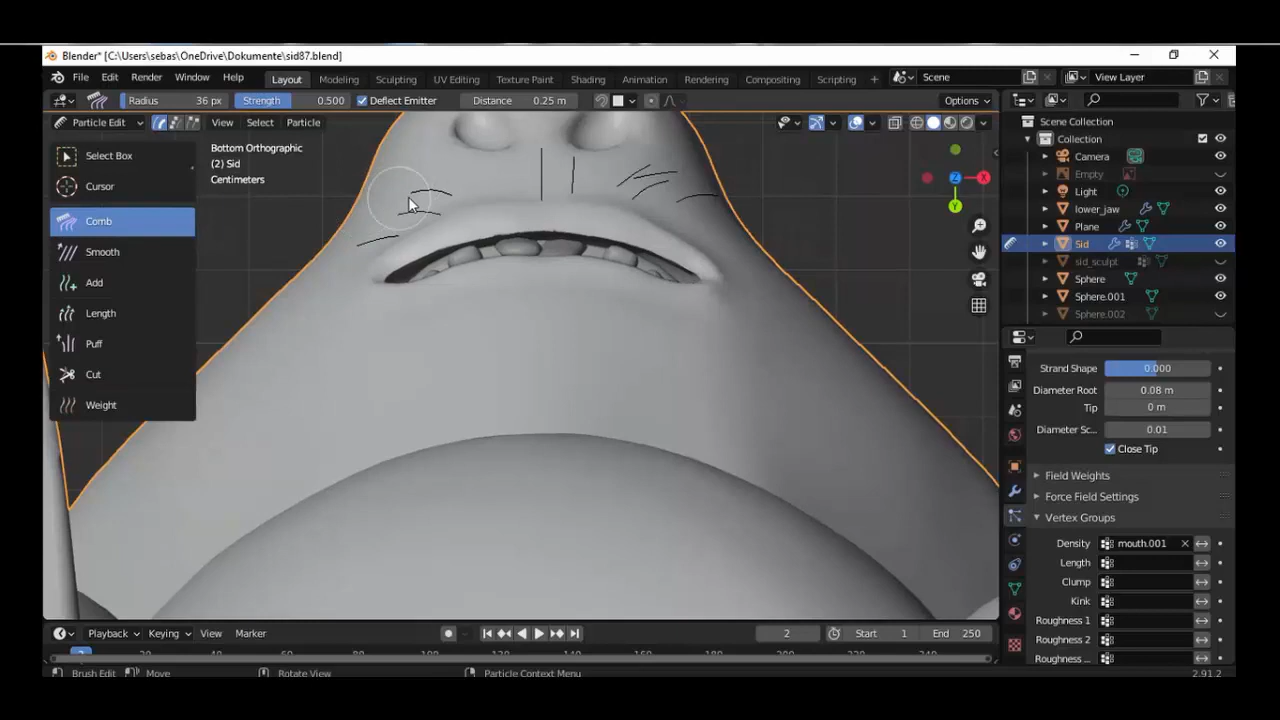 Blender* [C:\Users\sebas\OneDrive\Dokumente\sid87.blend]
File Edit Render Window Help Layout Modeling Sculpting UV Editing Texture Paint Shading Animation Rendering Compositing Scripting + Scene View Layer
Radius 36 px Strength 0.500 Deflect Emitter Distance 0.25 m Options
Particle Edit View Select Particle
Bottom Orthographic
(2) Sid
Centimeters
Select Box
Cursor
Comb
Smooth
Add
Length
Puff
Cut
Weight
X
Y
Z
Scene Collection
Collection
Camera
Empty
Light
lower_jaw
Plane
Sid
sid_sculpt
Sphere
Sphere.001
Sphere.002
Strand Shape 0.000
Diameter Root 0.08 m
Tip 0 m
Diameter Sc... 0.01
Close Tip
Field Weights
Force Field Settings
Vertex Groups
Density mouth.001
Length
Clump
Kink
Roughness 1
Roughness 2
Roughness ...
Playback Keying View Marker 2 Start 1 End 250
Brush Edit Move Rotate View Particle Context Menu 2.91.2